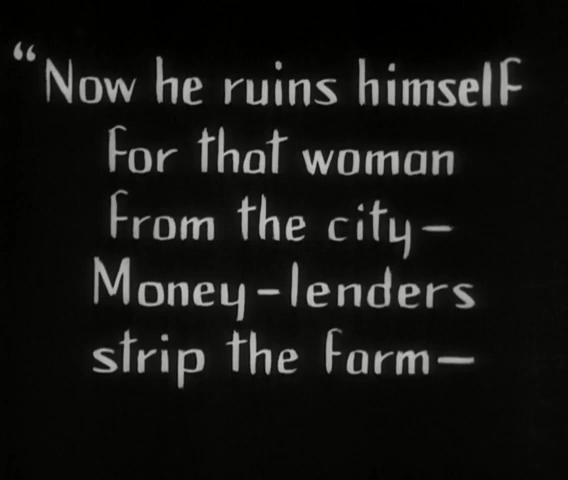 "Now he ruins himself
for that woman
from the city—
Money-lenders
strip the farm—